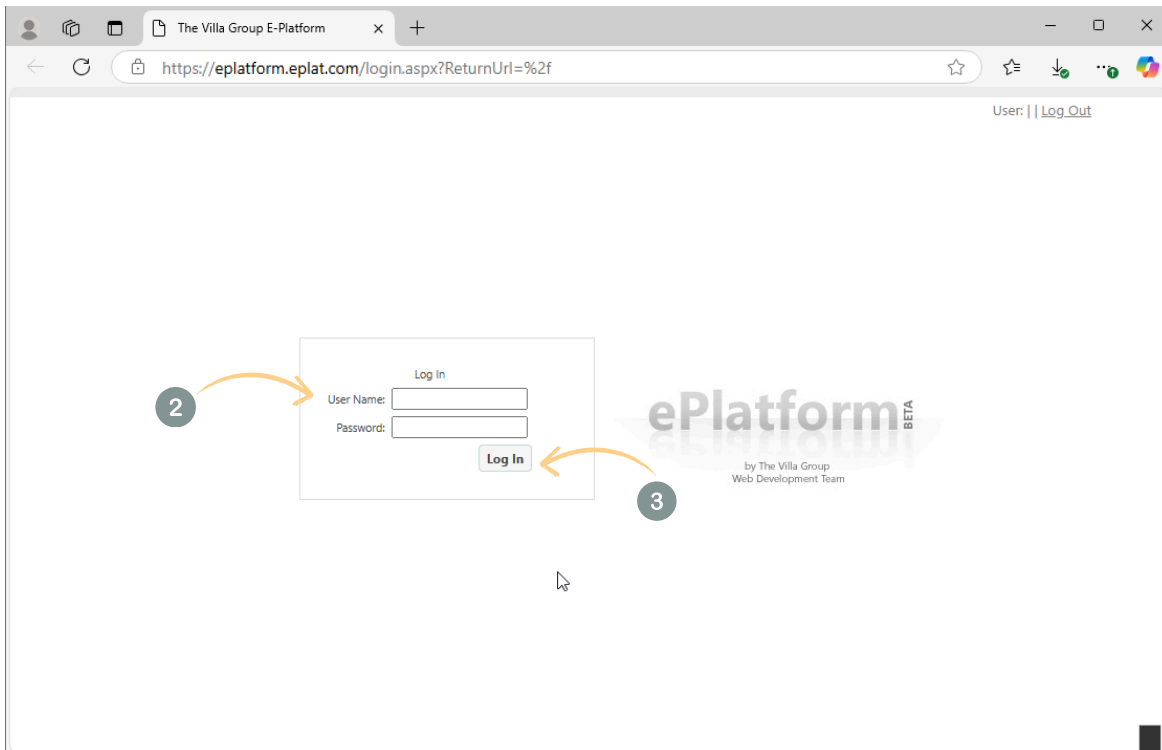 The Villa Group E-Platform
https://eplatform.eplat.com/login.aspx?ReturnUrl=%2f
User: | | Log Out
Log In
2
User Name:
Password:
Log In
3
ePlatform BETA
by The Villa Group
Web Development Team